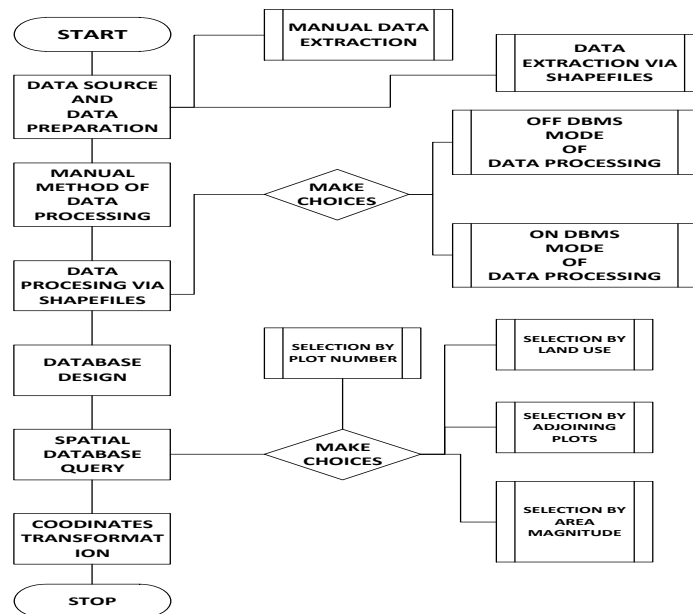 START
MANUAL DATA
EXTRACTION
DATA
EXTRACTION VIA
SHAPEFILES
DATA SOURCE
AND
DATA
PREPARATION
OFF DBMS
MODE
OF
DATA PROCESSING
MANUAL
METHOD OF
DATA
PROCESSING
MAKE
CHOICES
ON DBMS
MODE
OF
DATA PROCESSING
DATA
PROCESING VIA
SHAPEFILES
SELECTION BY
PLOT NUMBER
SELECTION BY
LAND USE
DATABASE
DESIGN
SELECTION BY
ADJOINING
PLOTS
SPATIAL
DATABASE
QUERY
MAKE
CHOICES
SELECTION BY
AREA
MAGNITUDE
COODINATES
TRANSFORMAT
ION
STOP